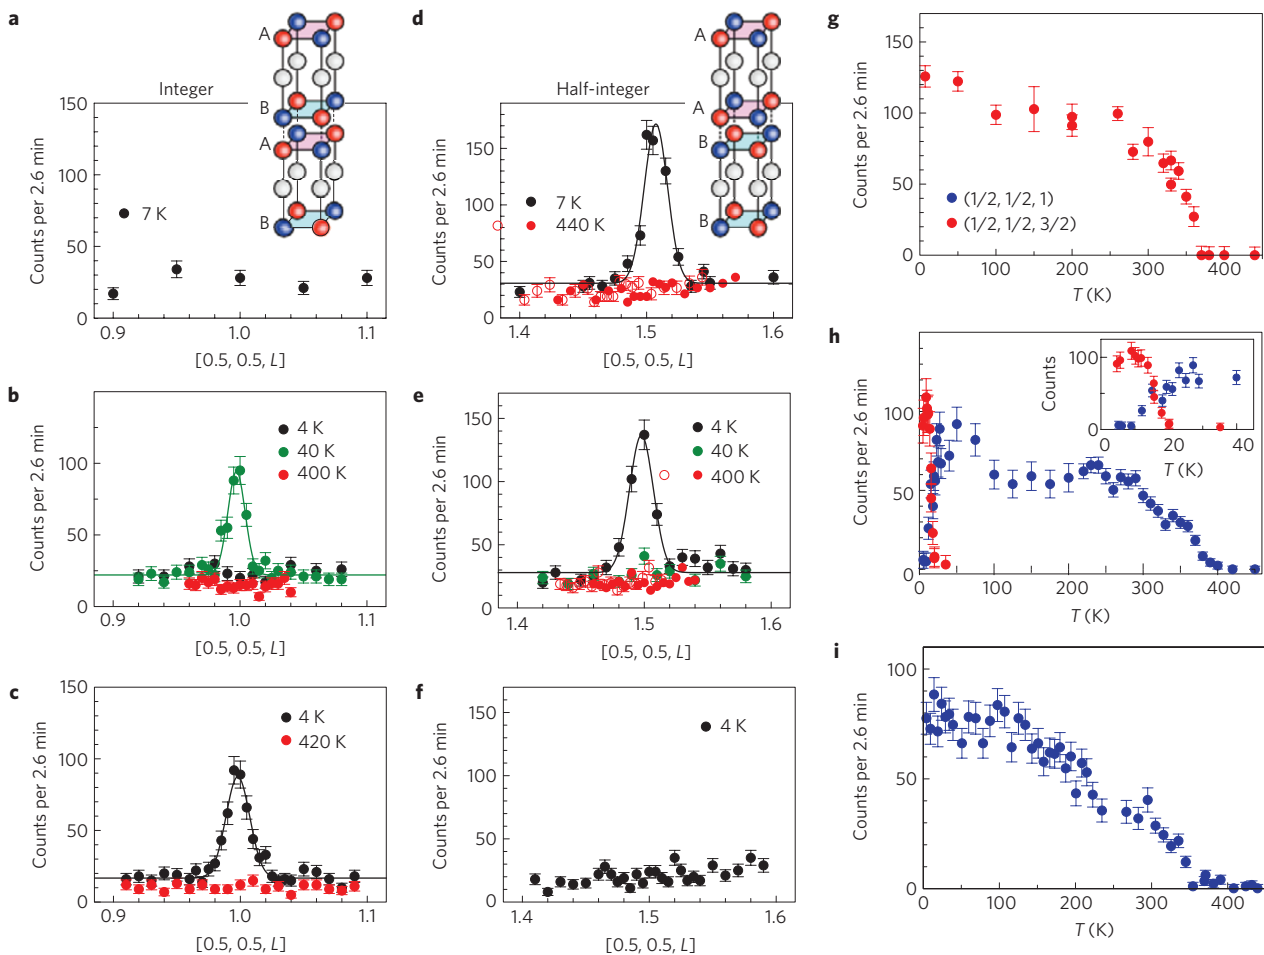 a
Integer
A
B
A
B
150
100
50
0
Counts per 2.6 min
7 K
0.9 1.0 1.1
[0.5, 0.5, L]
d
Half-integer
A
A
B
B
150
100
50
0
Counts per 2.6 min
7 K
440 K
1.4 1.5 1.6
[0.5, 0.5, L]
g
150
100
50
0
Counts per 2.6 min
(1/2, 1/2, 1)
(1/2, 1/2, 3/2)
0 100 200 300 400
T (K)
b
100
50
0
Counts per 2.6 min
4 K
40 K
400 K
0.9 1.0 1.1
[0.5, 0.5, L]
e
150
100
50
0
Counts per 2.6 min
4 K
40 K
400 K
1.4 1.5 1.6
[0.5, 0.5, L]
h
100
50
0
Counts per 2.6 min
100
0
Counts
0 20 40
T (K)
0 100 200 300 400
T (K)
c
150
100
50
0
Counts per 2.6 min
4 K
420 K
0.9 1.0 1.1
[0.5, 0.5, L]
f
150
100
50
0
Counts per 2.6 min
4 K
1.4 1.5 1.6
[0.5, 0.5, L]
i
100
50
0
Counts per 2.6 min
0 100 200 300 400
T (K)